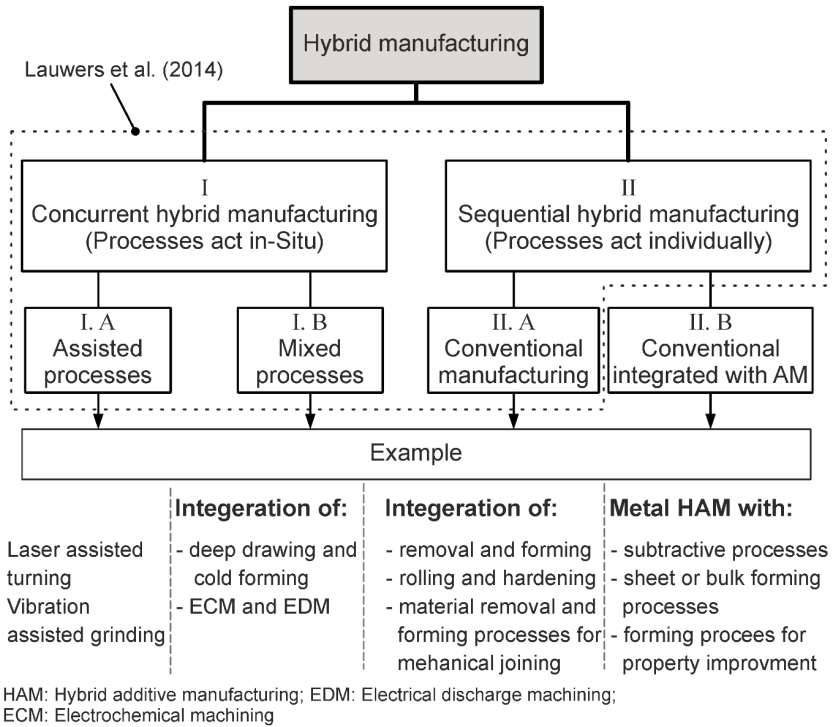 Hybrid manufacturing
Lauwers et al. (2014)
I
Concurrent hybrid manufacturing
(Processes act in-Situ)
II
Sequential hybrid manufacturing
(Processes act individually)
I. A
Assisted
processes
I. B
Mixed
processes
II. A
Conventional
manufacturing
II. B
Conventional
integrated with AM
Example
Laser assisted
turning
Vibration
assisted grinding
Integeration of:
- deep drawing and
cold forming
- ECM and EDM
Integeration of:
- removal and forming
- rolling and hardening
- material removal and
forming processes for
mehanical joining
Metal HAM with:
- subtractive processes
- sheet or bulk forming
processes
- forming procees for
property improvment
HAM: Hybrid additive manufacturing; EDM: Electrical discharge machining;
ECM: Electrochemical machining